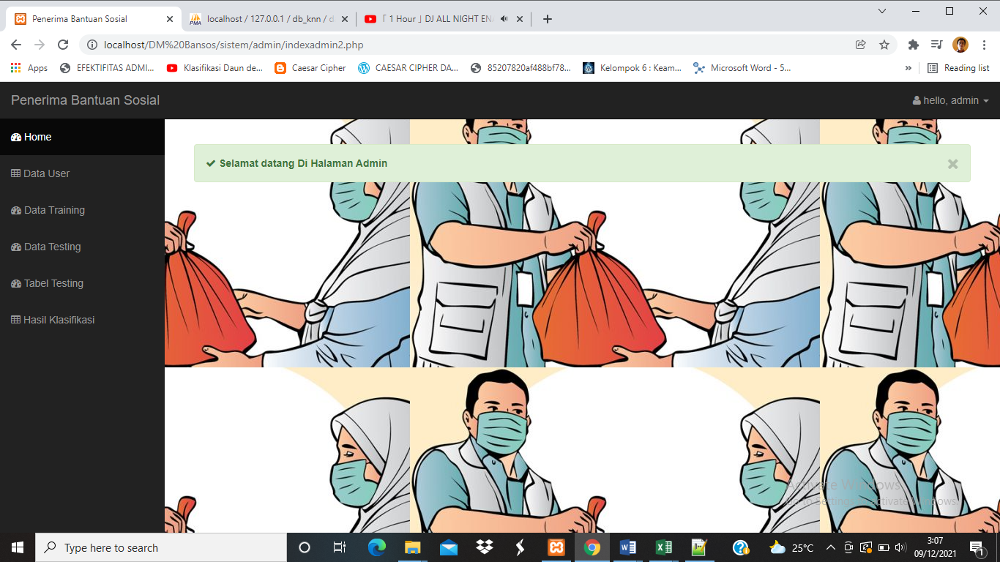 Penerima Bantuan Sosial
localhost / 127.0.0.1 / db_knn / d
「 1 Hour 」DJ ALL NIGHT ENA
localhost/DM%20Bansos/sistem/admin/indexadmin2.php
Apps
EFEKTIFITAS ADMI...
Klasifikasi Daun de...
Caesar Cipher
CAESAR CIPHER DA...
85207820af488bf78...
Kelompok 6 : Keam...
Microsoft Word - 5...
»
Reading list
Penerima Bantuan Sosial
hello, admin
Home
Data User
Data Training
Data Testing
Tabel Testing
Hasil Klasifikasi
Selamat datang Di Halaman Admin
Activate Windows
Go to Settings to activate Windows.
Type here to search
25°C
3:07
09/12/2021
1